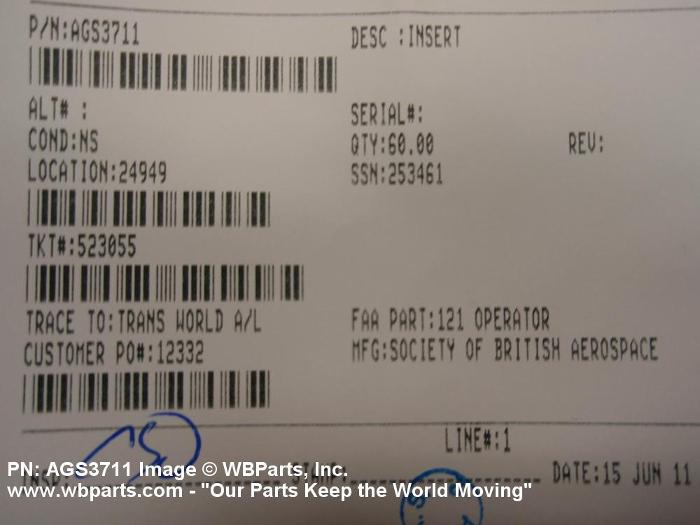 P/N:AGS3711 DESC :INSERT
ALT# : SERIAL#:
COND:NS QTY:60.00 REV:
LOCATION:24949 SSN:253461
TKT#:523055
TRACE TO:TRANS WORLD A/L FAA PART:121 OPERATOR
CUSTOMER PO#:12332 MFG:SOCIETY OF BRITISH AEROSPACE
LINE#:1
PN: AGS3711 Image © WBParts, Inc.
DATE:15 JUN 11
www.wbparts.com - "Our Parts Keep the World Moving"